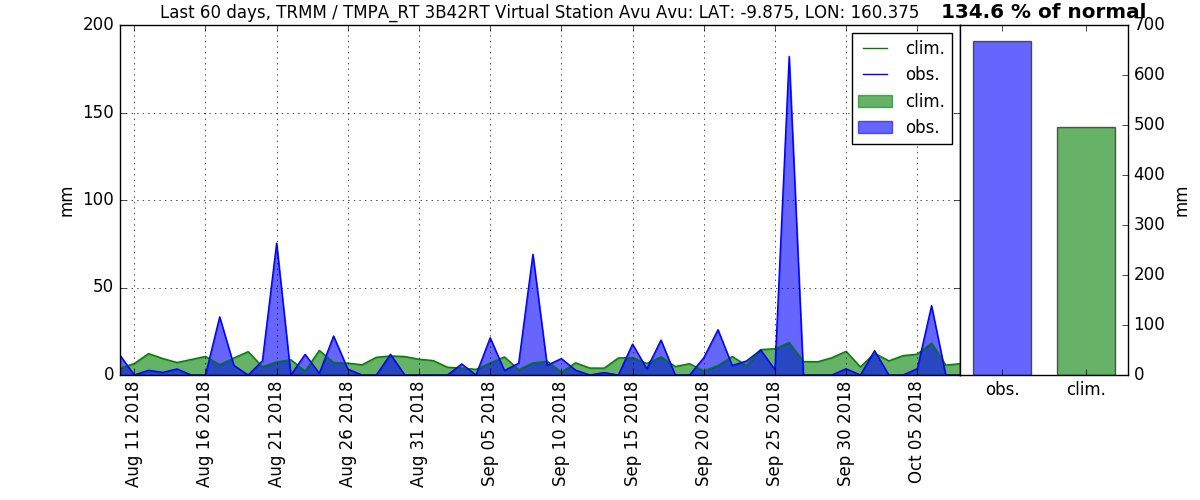 Last 60 days, TRMM / TMPA_RT 3B42RT Virtual Station Avu Avu: LAT: -9.875, LON: 160.375
134.6 % of normal
200
150
100
50
0
mm
clim.
obs.
clim.
obs.
700
600
500
400
300
200
100
0
mm
obs.
clim.
Aug 11 2018
Aug 16 2018
Aug 21 2018
Aug 26 2018
Aug 31 2018
Sep 05 2018
Sep 10 2018
Sep 15 2018
Sep 20 2018
Sep 25 2018
Sep 30 2018
Oct 05 2018